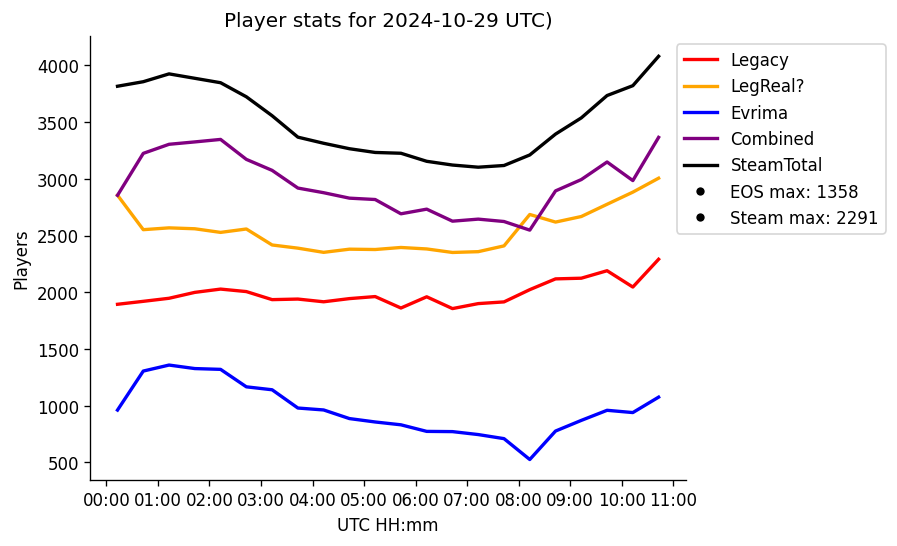 Player stats for 2024-10-29 UTC)
Legacy
LegReal?
Evrima
Combined
SteamTotal
EOS max: 1358
Steam max: 2291
Players
4000
3500
3000
2500
2000
1500
1000
500
00:00 01:00 02:00 03:00 04:00 05:00 06:00 07:00 08:00 09:00 10:00 11:00
UTC HH:mm